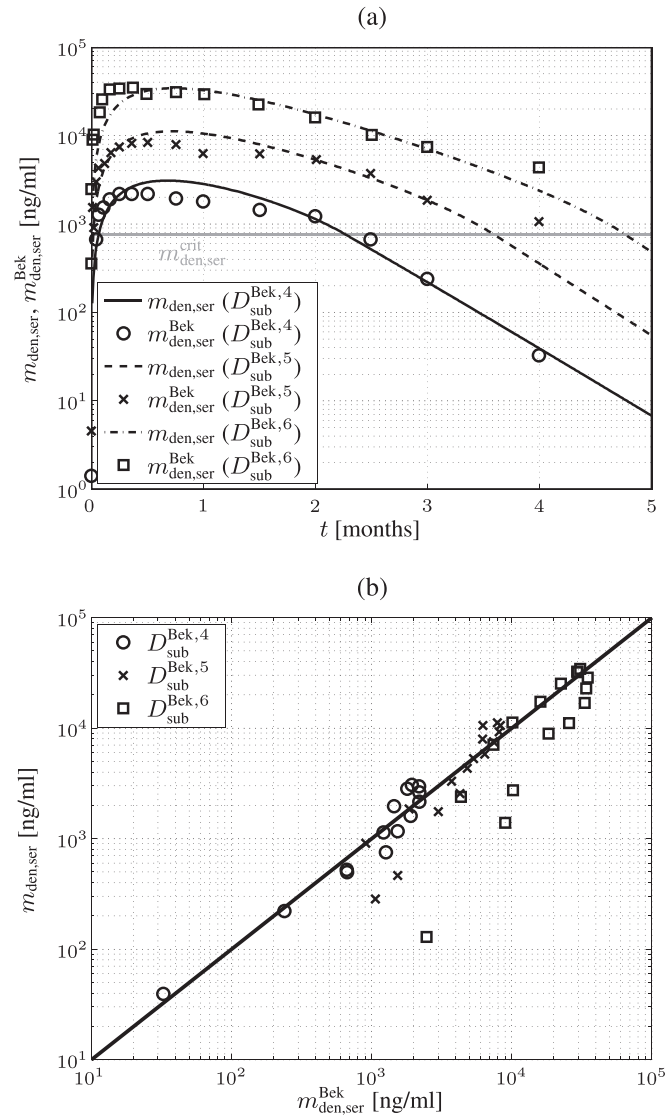 (a)
10^5
10^4
10^3
10^2
10^1
10^0
m_den,ser, m^Bek_den,ser [ng/ml]
m^crit_den,ser
m_den,ser (D^Bek,4_sub)
m^Bek_den,ser (D^Bek,4_sub)
m_den,ser (D^Bek,5_sub)
m^Bek_den,ser (D^Bek,5_sub)
m_den,ser (D^Bek,6_sub)
m^Bek_den,ser (D^Bek,6_sub)
0 1 2 3 4 5
t [months]
(b)
10^5
10^4
10^3
10^2
10^1
m_den,ser [ng/ml]
D^Bek,4_sub
D^Bek,5_sub
D^Bek,6_sub
10^1 10^2 10^3 10^4 10^5
m^Bek_den,ser [ng/ml]